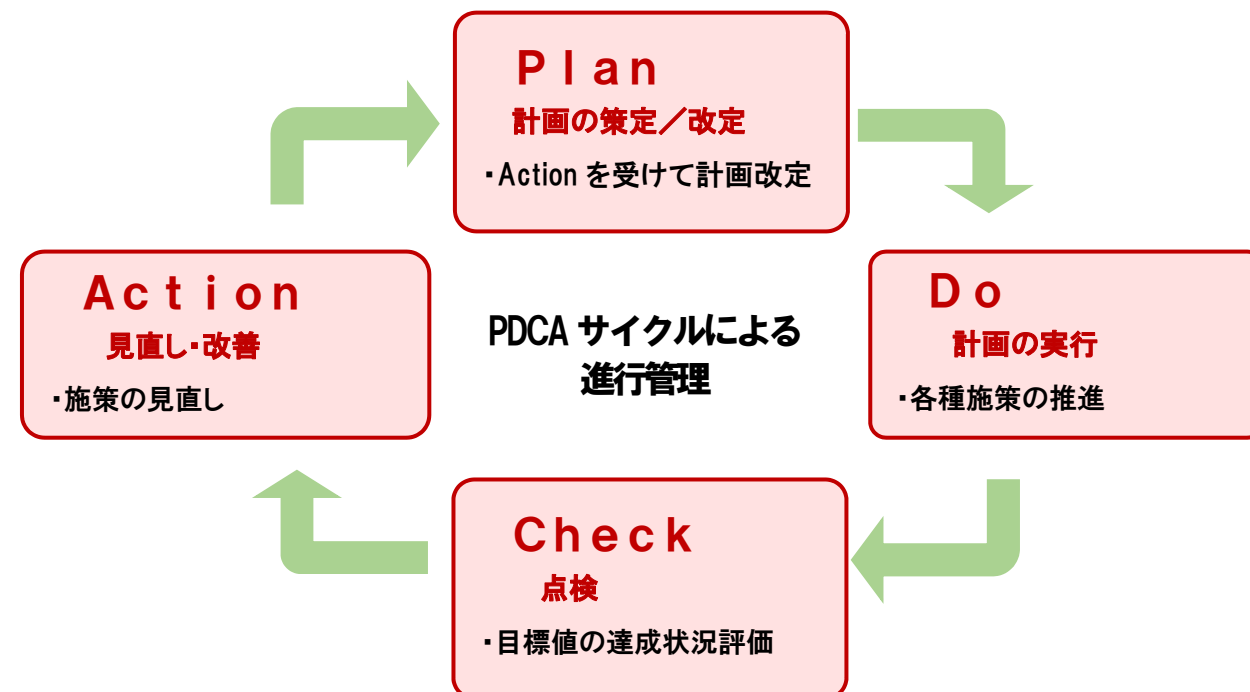 Plan
計画の策定／改定
・Action を受けて計画改定
Action
見直し・改善
・施策の見直し
PDCA サイクルによる
進行管理
Do
計画の実行
・各種施策の推進
Check
点検
・目標値の達成状況評価